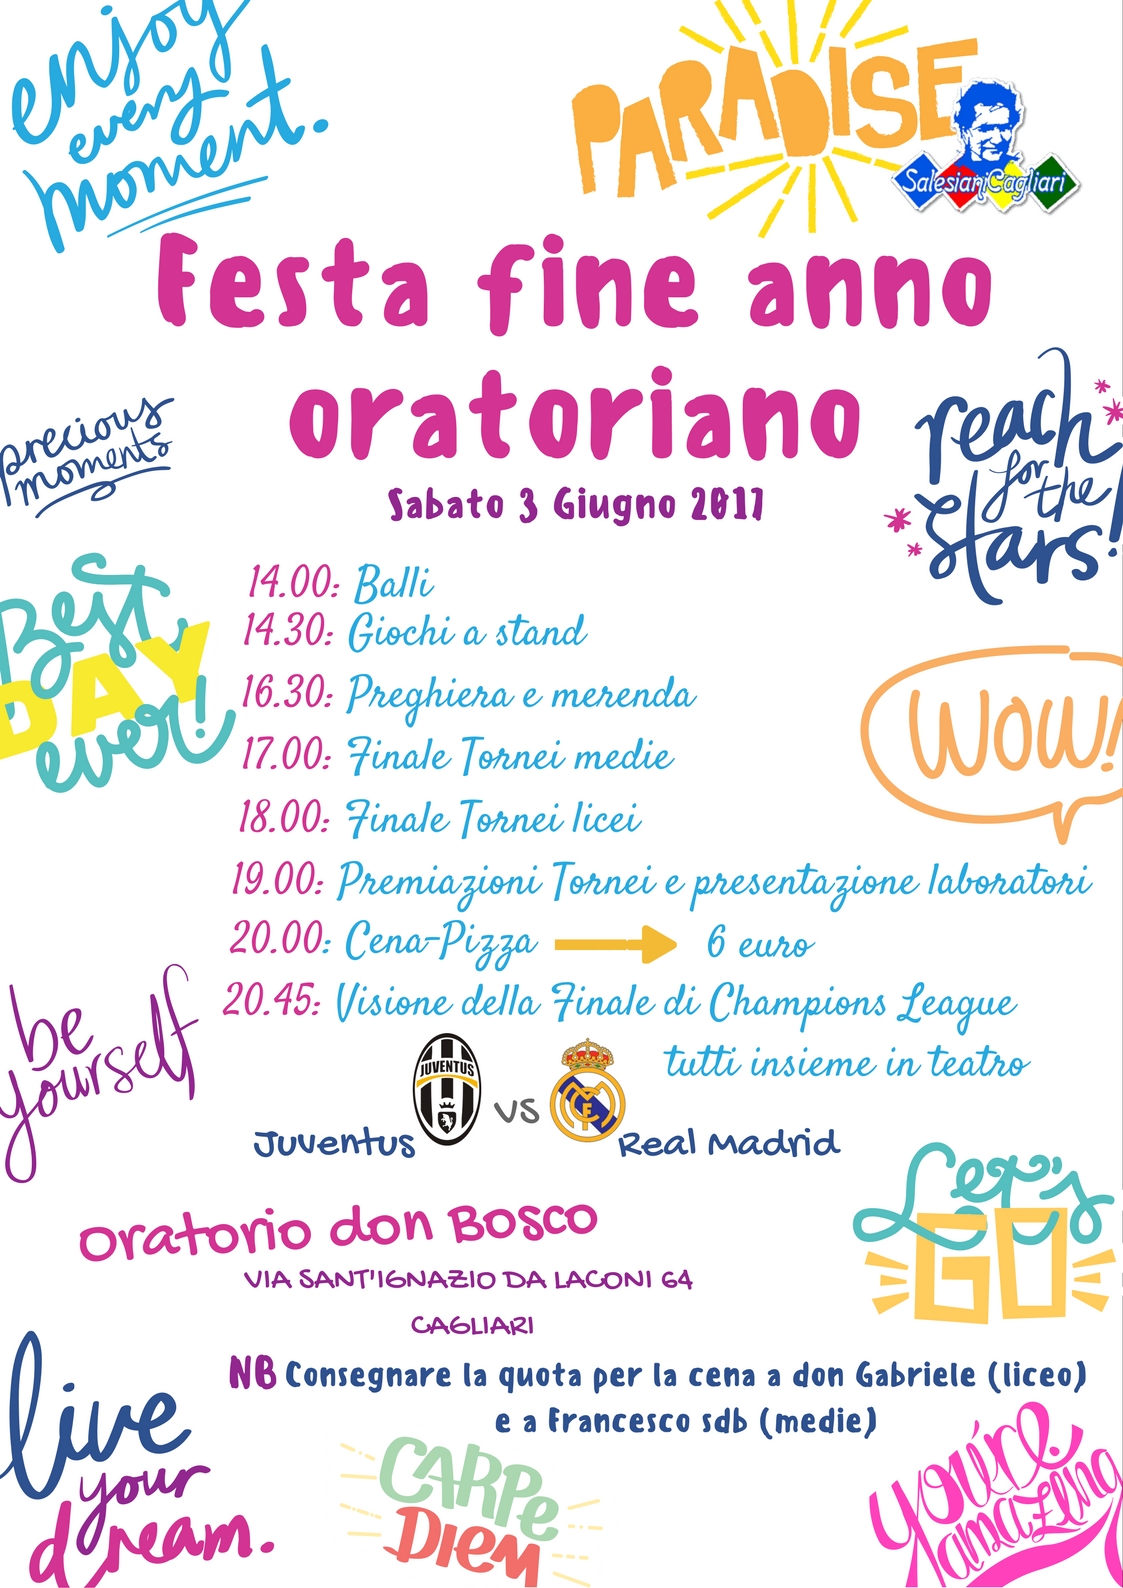 enjoy
every
moment.
PARADISE
SalesianiCagliari
Festa fine anno
oratoriano
Sabato 3 Giugno 2017
precious
moments
reach
for
the
stars!
Best
DAY
ever!
14.00: Balli
14.30: Giochi a stand
16.30: Preghiera e merenda
17.00: Finale Tornei medie
WOW!
18.00: Finale Tornei licei
19.00: Premiazioni Tornei e presentazione laboratori
20.00: Cena-Pizza 6 euro
20.45: Visione della Finale di Champions League
tutti insieme in teatro
be
yourself
JUVENTUS
vs
Juventus Real Madrid
Let's
GO
Oratorio don Bosco
VIA SANT'IGNAZIO DA LACONI 64
CAGLIARI
NB Consegnare la quota per la cena a don Gabriele (liceo)
e a Francesco sdb (medie)
live
your
dream.
CARPE
DIEM
you're
amazing